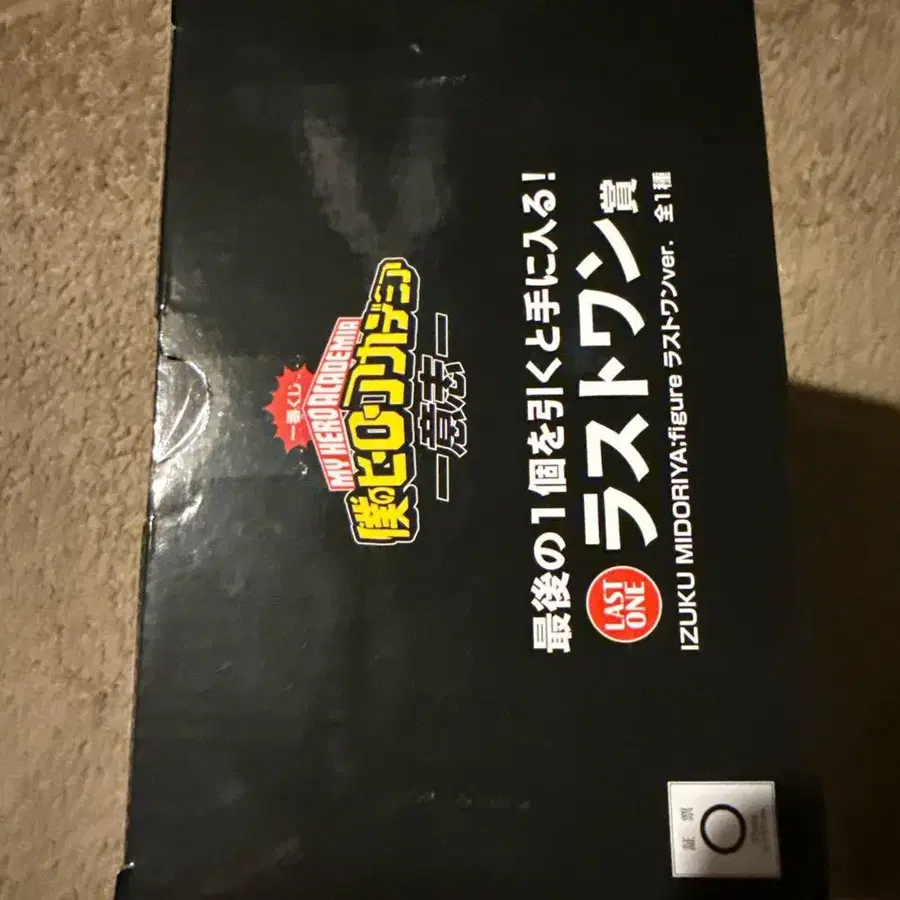 一番くじ
MY HERO ACADEMIA
僕のヒーローアカデミア
―意志―
最後の1個を引くと手に入る!
LAST
ONE
ラストワン賞
IZUKU MIDORIYA;figure ラストワンver. 全1種
証票